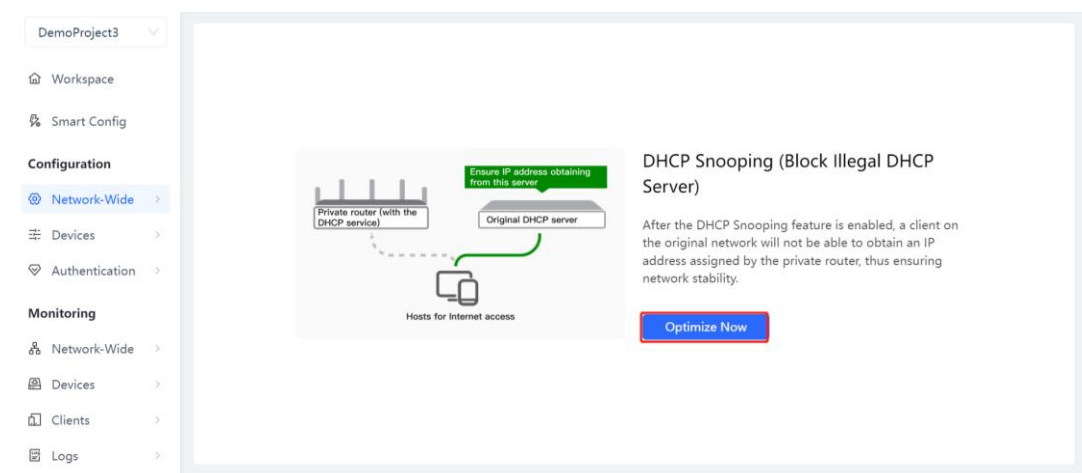 DemoProject3
Workspace
Smart Config
Configuration
Network-Wide
Devices
Authentication
Monitoring
Network-Wide
Devices
Clients
Logs
Ensure IP address obtaining
from this server
Private router (with the
DHCP service)
Original DHCP server
Hosts for Internet access
DHCP Snooping (Block Illegal DHCP
Server)
After the DHCP Snooping feature is enabled, a client on
the original network will not be able to obtain an IP
address assigned by the private router, thus ensuring
network stability.
Optimize Now